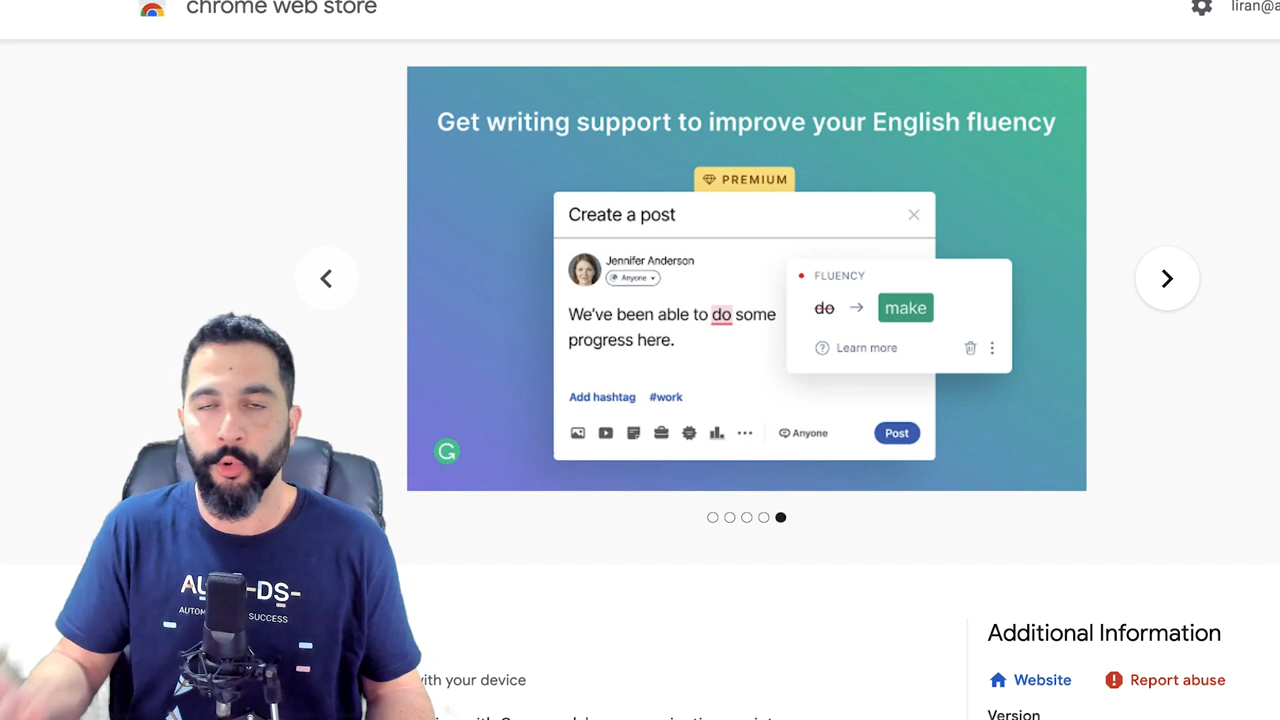 chrome web store
liran@a
Get writing support to improve your English fluency
PREMIUM
Create a post
Jennifer Anderson
Anyone
We've been able to do some
progress here.
FLUENCY
do → make
Learn more
Add hashtag #work
Anyone
Post
-DS-
SUCCESS
Additional Information
with your device
Website
Report abuse
Version